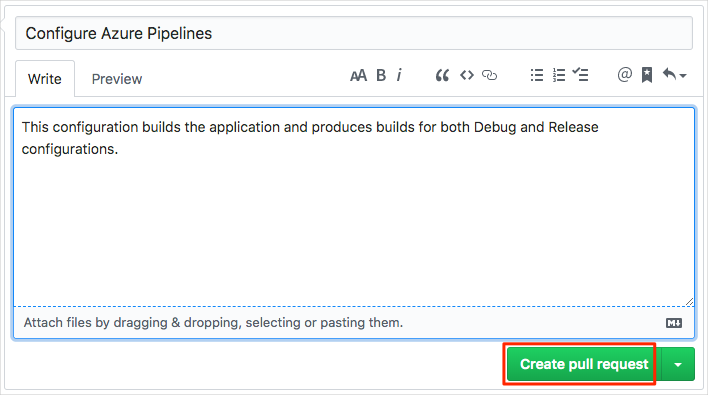 Configure Azure Pipelines
Write Preview AA B i @
This configuration builds the application and produces builds for both Debug and Release
configurations.
Attach files by dragging & dropping, selecting or pasting them. M↓
Create pull request